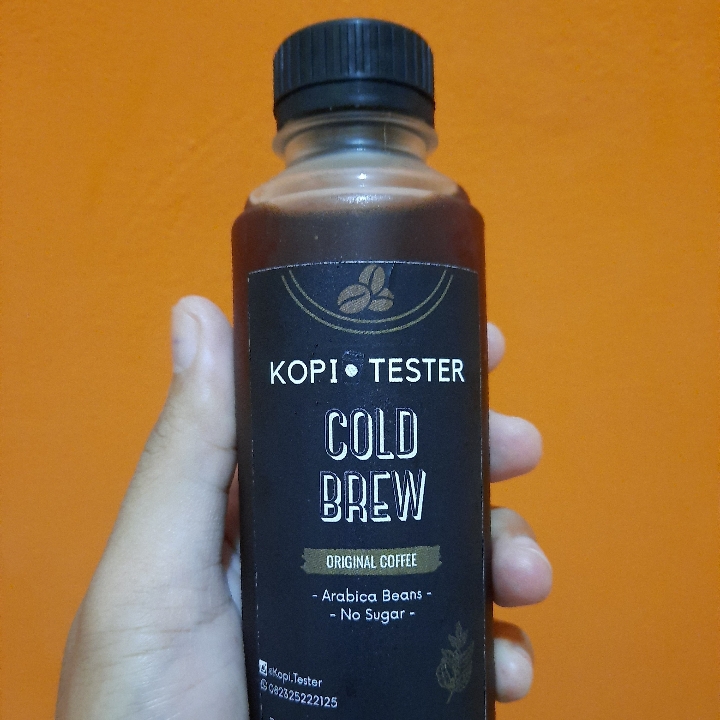 KOPI • TESTER
COLD
BREW
ORIGINAL COFFEE
- Arabica Beans -
- No Sugar -
@Kopi.Tester
082325222125